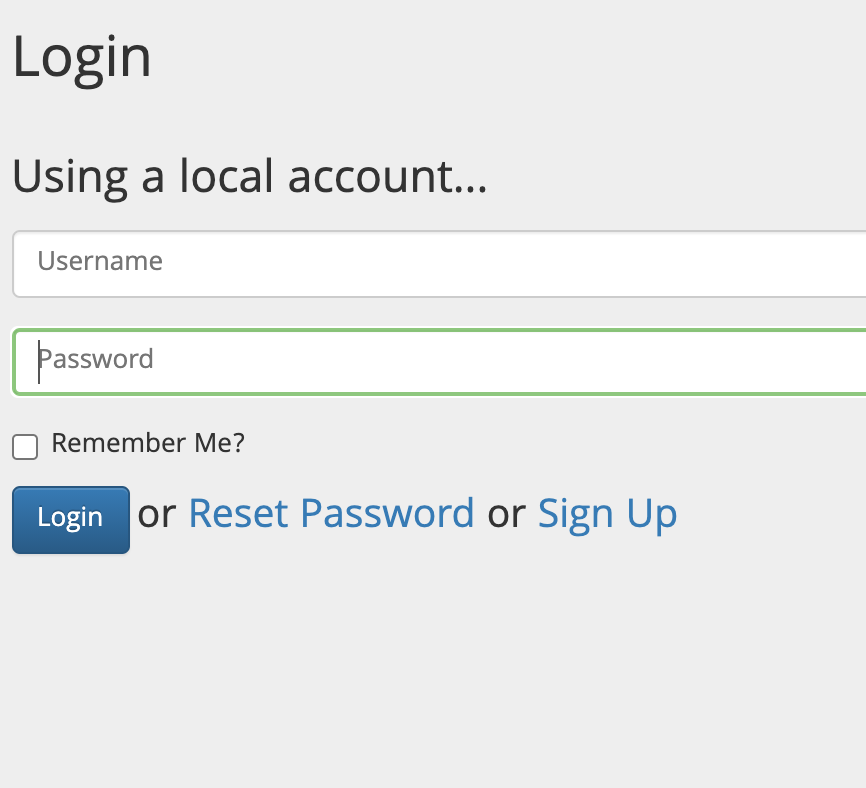 Login
Using a local account...
Username
Password
Remember Me?
Login or Reset Password or Sign Up